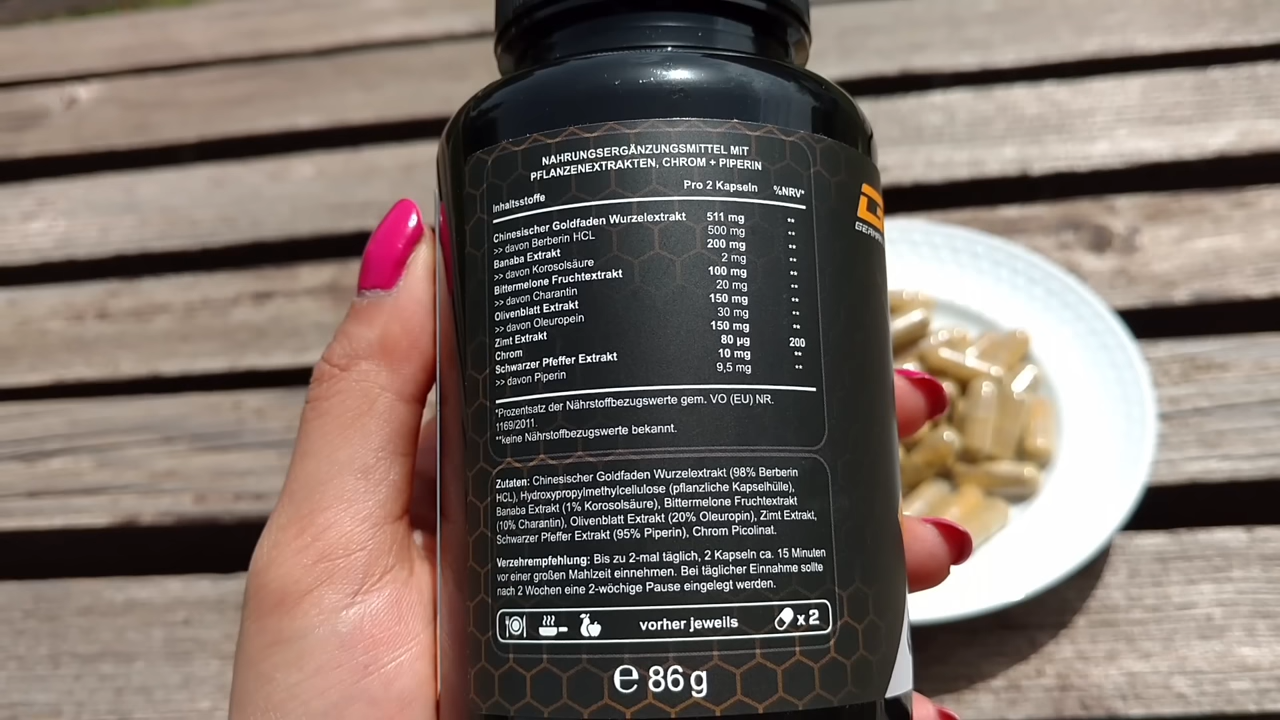 NAHRUNGSERGÄNZUNGSMITTEL MIT
PFLANZENEXTRAKTEN, CHROM + PIPERIN
Inhaltsstoffe Pro 2 Kapseln %NRV*
Chinesischer Goldfaden Wurzelextrakt 511 mg **
>> davon Berberin HCL 500 mg **
Banaba Extrakt 200 mg **
>> davon Korosolsäure 2 mg **
Bittermelone Fruchtextrakt 100 mg **
>> davon Charantin 20 mg **
Olivenblatt Extrakt 150 mg **
>> davon Oleuropein 30 mg **
Zimt Extrakt 150 mg **
Chrom 80 µg 200
Schwarzer Pfeffer Extrakt 10 mg **
>> davon Piperin 9,5 mg **
*Prozentsatz der Nährstoffbezugswerte gem. VO (EU) NR.
1169/2011.
**keine Nährstoffbezugswerte bekannt.
Zutaten: Chinesischer Goldfaden Wurzelextrakt (98% Berberin
HCL), Hydroxypropylmethylcellulose (pflanzliche Kapselhülle),
Banaba Extrakt (1% Korosolsäure), Bittermelone Fruchtextrakt
(10% Charantin), Olivenblatt Extrakt (20% Oleuropin), Zimt Extrakt,
Schwarzer Pfeffer Extrakt (95% Piperin), Chrom Picolinat.
Verzehrempfehlung: Bis zu 2-mal täglich, 2 Kapseln ca. 15 Minuten
vor einer großen Mahlzeit einnehmen. Bei täglicher Einnahme sollte
nach 2 Wochen eine 2-wöchige Pause eingelegt werden.
vorher jeweils x 2
e 86 g